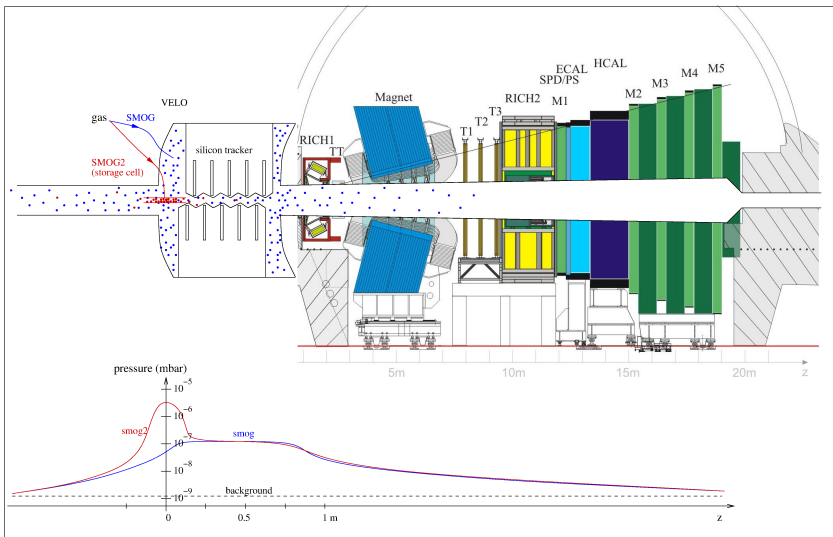 VELO
gas
SMOG
silicon tracker
SMOG2
(storage cell)
RICH1
TT
Magnet
T1
T2
T3
RICH2
SPD/PS
ECAL
HCAL
M1
M2
M3
M4
M5
5m
10m
15m
20m
z
pressure (mbar)
10⁻⁵
10⁻⁶
10⁻⁷
10⁻⁸
10⁻⁹
smog2
smog
background
0
0.5
1 m
z